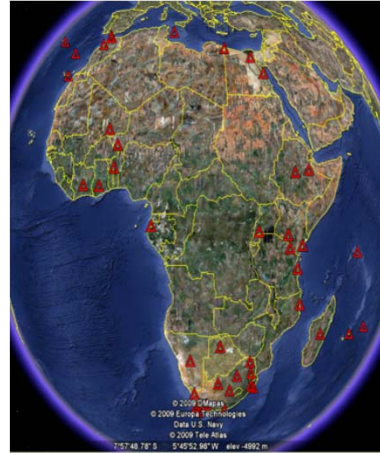 © 2009 DMapas
© 2009 Europa Technologies
Data U.S. Navy
© 2009 Tele Atlas
7°57'48.78" S 5°45'52.98" W elev -4992 m